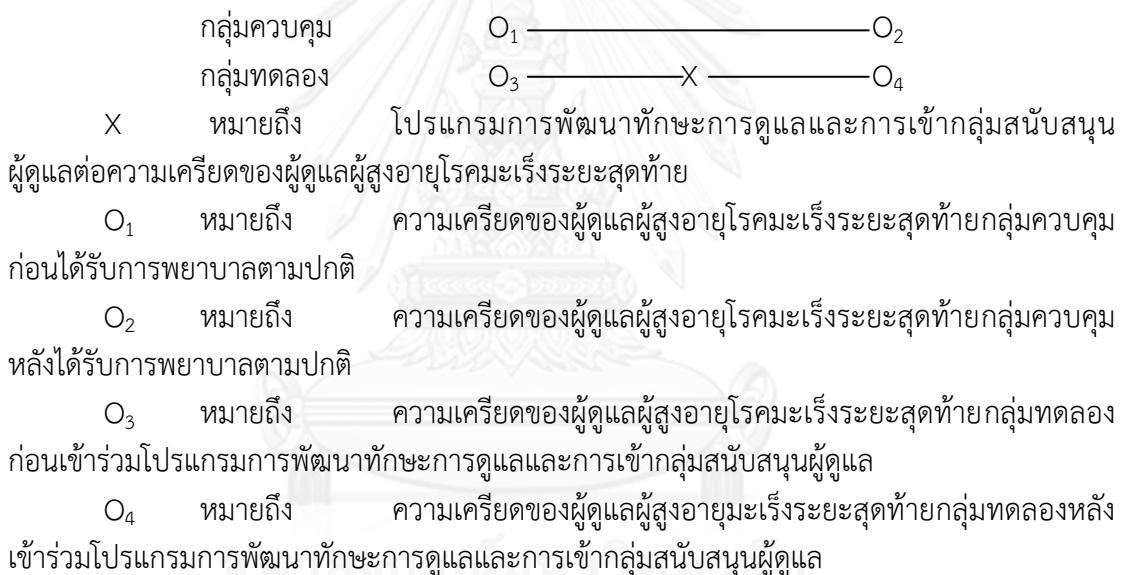 กลุ่มควบคุม O₁ O₂
กลุ่มทดลอง O₃ X O₄
X หมายถึง โปรแกรมการพัฒนาทักษะการดูแลและการเข้ากลุ่มสนับสนุน
ผู้ดูแลต่อความเครียดของผู้ดูแลผู้สูงอายุโรคมะเร็งระยะสุดท้าย
O₁ หมายถึง ความเครียดของผู้ดูแลผู้สูงอายุโรคมะเร็งระยะสุดท้ายกลุ่มควบคุม
ก่อนได้รับการพยาบาลตามปกติ
O₂ หมายถึง ความเครียดของผู้ดูแลผู้สูงอายุโรคมะเร็งระยะสุดท้ายกลุ่มควบคุม
หลังได้รับการพยาบาลตามปกติ
O₃ หมายถึง ความเครียดของผู้ดูแลผู้สูงอายุโรคมะเร็งระยะสุดท้ายกลุ่มทดลอง
ก่อนเข้าร่วมโปรแกรมการพัฒนาทักษะการดูแลและการเข้ากลุ่มสนับสนุนผู้ดูแล
O₄ หมายถึง ความเครียดของผู้ดูแลผู้สูงอายุมะเร็งระยะสุดท้ายกลุ่มทดลองหลัง
เข้าร่วมโปรแกรมการพัฒนาทักษะการดูแลและการเข้ากลุ่มสนับสนุนผู้ดูแล